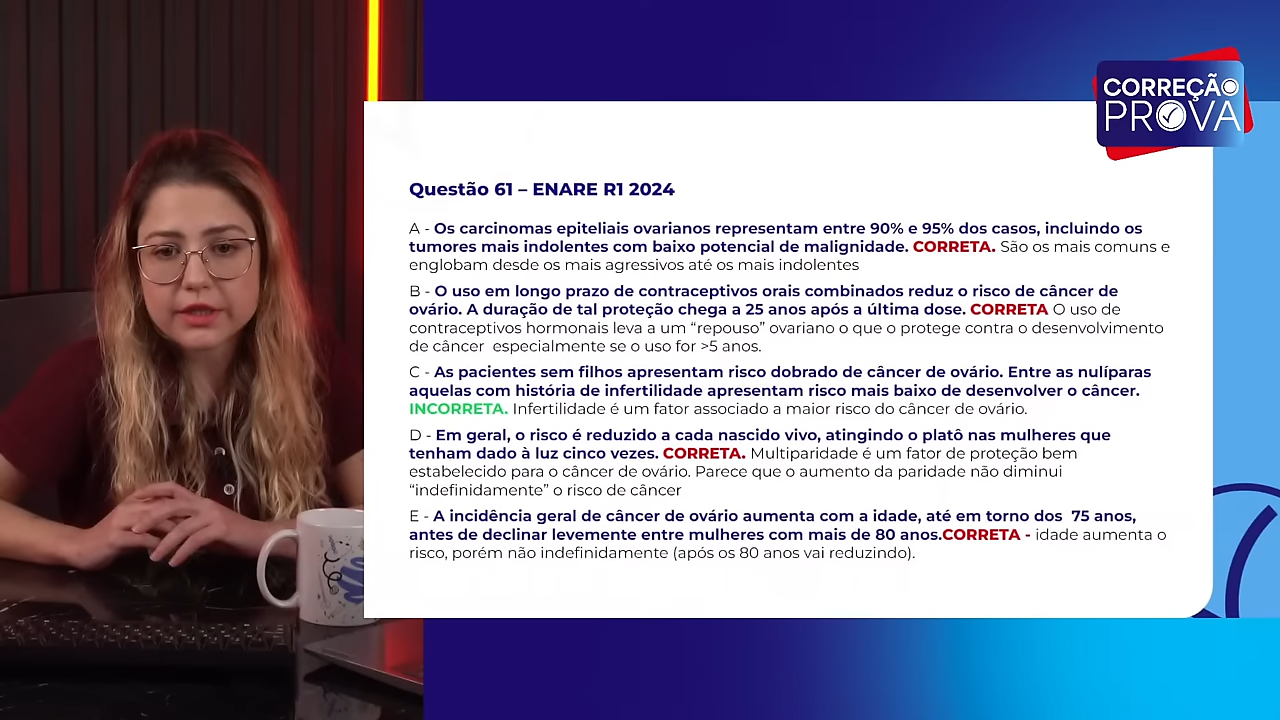 CORREÇÃO
PROVA
Questão 61 – ENARE R1 2024
A - Os carcinomas epiteliais ovarianos representam entre 90% e 95% dos casos, incluindo os
tumores mais indolentes com baixo potencial de malignidade. CORRETA. São os mais comuns e
englobam desde os mais agressivos até os mais indolentes
B - O uso em longo prazo de contraceptivos orais combinados reduz o risco de câncer de
ovário. A duração de tal proteção chega a 25 anos após a última dose. CORRETA O uso de
contraceptivos hormonais leva a um “repouso” ovariano o que o protege contra o desenvolvimento
de câncer especialmente se o uso for >5 anos.
C - As pacientes sem filhos apresentam risco dobrado de câncer de ovário. Entre as nulíparas
aquelas com história de infertilidade apresentam risco mais baixo de desenvolver o câncer.
INCORRETA. Infertilidade é um fator associado a maior risco do câncer de ovário.
D - Em geral, o risco é reduzido a cada nascido vivo, atingindo o platô nas mulheres que
tenham dado à luz cinco vezes. CORRETA. Multiparidade é um fator de proteção bem
estabelecido para o câncer de ovário. Parece que o aumento da paridade não diminui
“indefinidamente” o risco de câncer
E - A incidência geral de câncer de ovário aumenta com a idade, até em torno dos 75 anos,
antes de declinar levemente entre mulheres com mais de 80 anos.CORRETA - idade aumenta o
risco, porém não indefinidamente (após os 80 anos vai reduzindo).